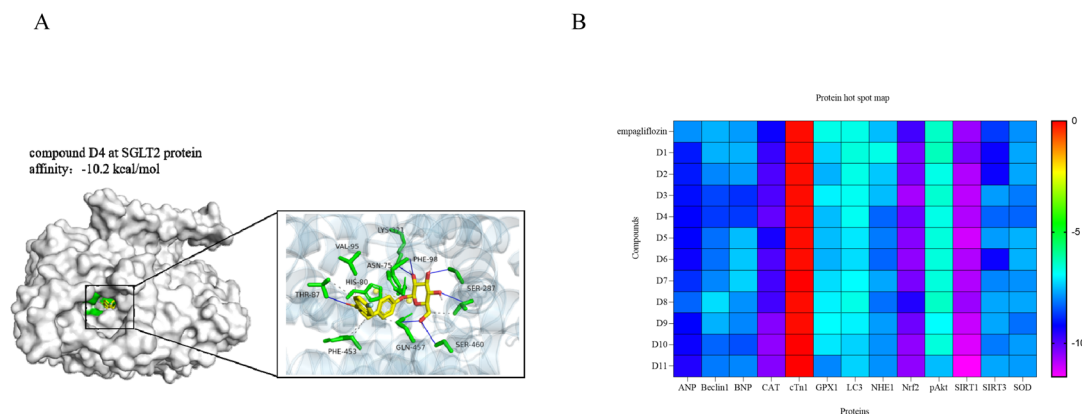 A
B
compound D4 at SGLT2 protein
affinity: -10.2 kcal/mol
VAL-95
PHE-98
ASN-75
HIS-80
THR-87
SER-287
PHE-453
GLN-457
SER-460
Protein hot spot map
Compounds
empagliflozin
D1
D2
D3
D4
D5
D6
D7
D8
D9
D10
D11
ANP Beclin1 BNP CAT cTn1 GPX1 LC3 NHE1 Nrf2 pAkt SIRT1 SIRT3 SOD
Proteins
0
-5
-10